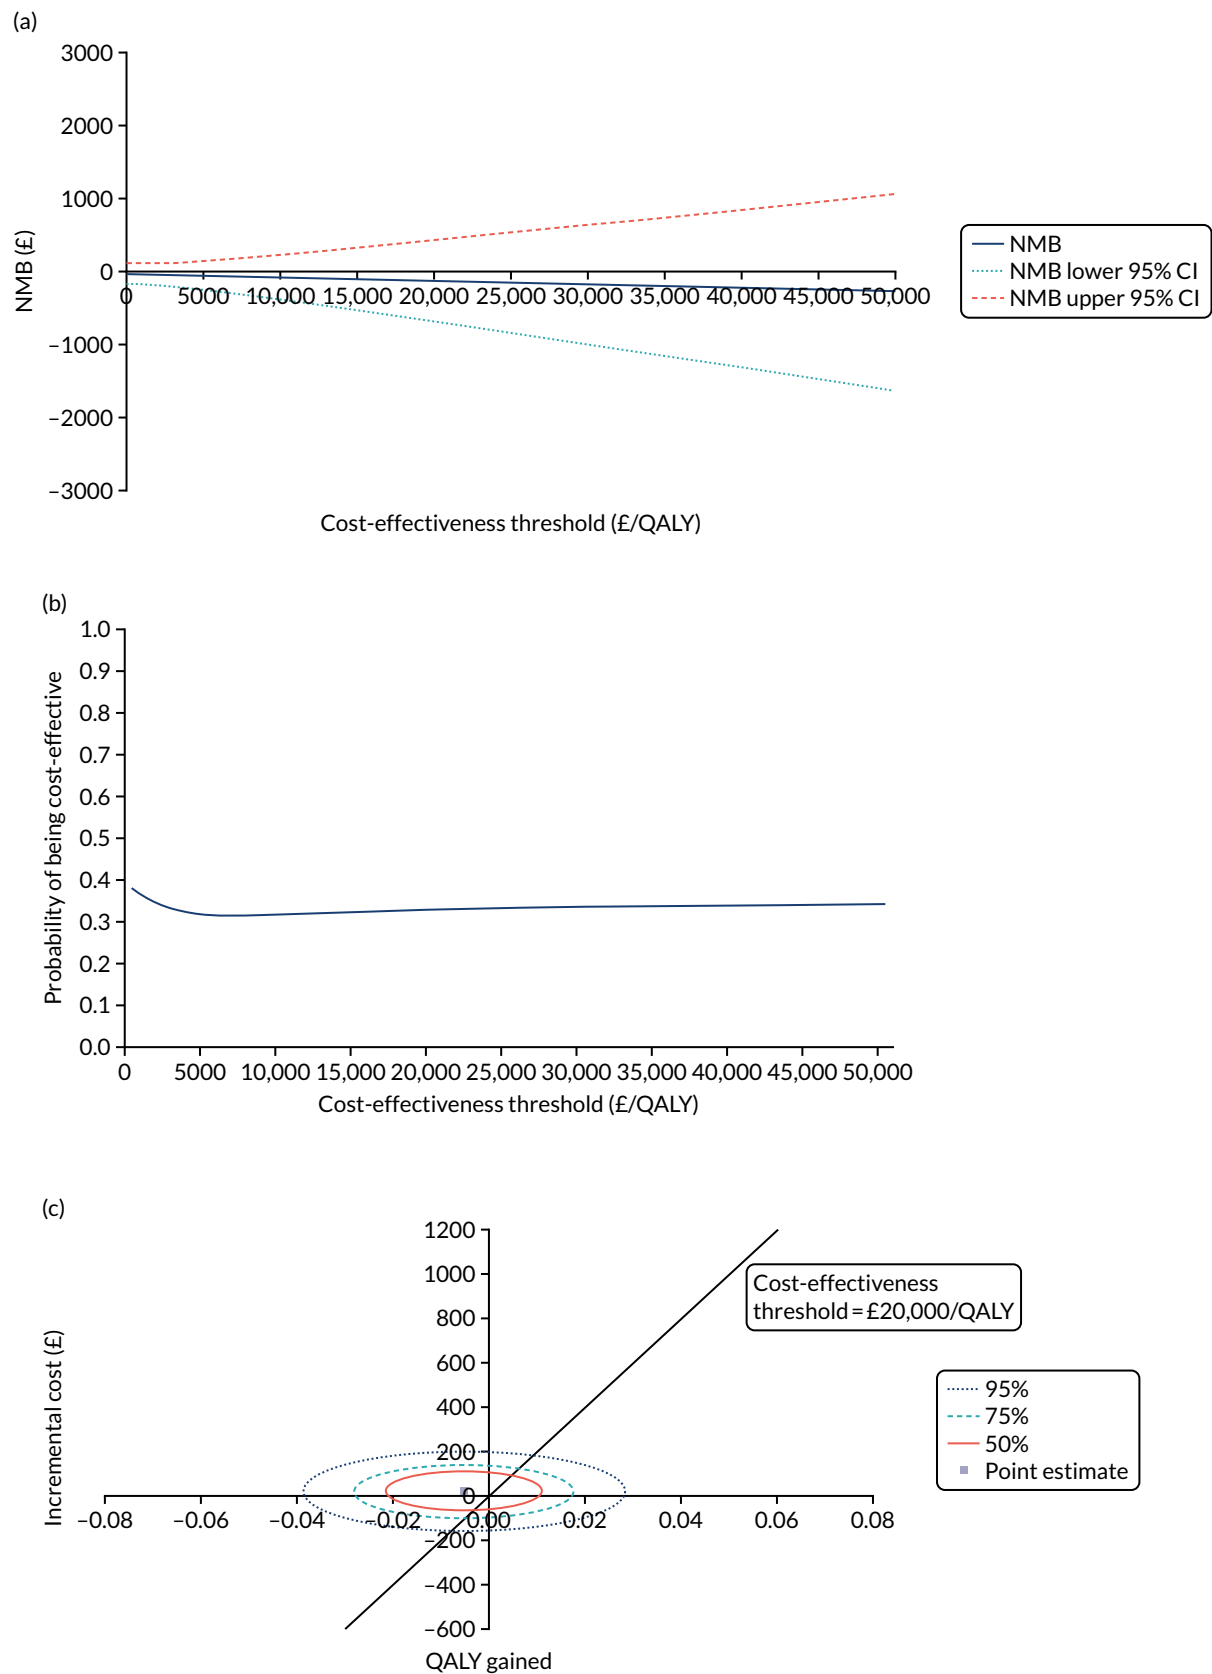 (a)
3000
2000
1000
0
−1000
−2000
−3000
NMB (£)
0 5000 10,000 15,000 20,000 25,000 30,000 35,000 40,000 45,000 50,000
Cost-effectiveness threshold (£/QALY)
NMB
NMB lower 95% CI
NMB upper 95% CI
(b)
1.0
0.9
0.8
0.7
0.6
0.5
0.4
0.3
0.2
0.1
0.0
Probability of being cost-effective
0 5000 10,000 15,000 20,000 25,000 30,000 35,000 40,000 45,000 50,000
Cost-effectiveness threshold (£/QALY)
(c)
1200
1000
800
600
400
200
0
−200
−400
−600
Incremental cost (£)
−0.08 −0.06 −0.04 −0.02 0.00 0.02 0.04 0.06 0.08
QALY gained
Cost-effectiveness
threshold = £20,000/QALY
95%
75%
50%
Point estimate